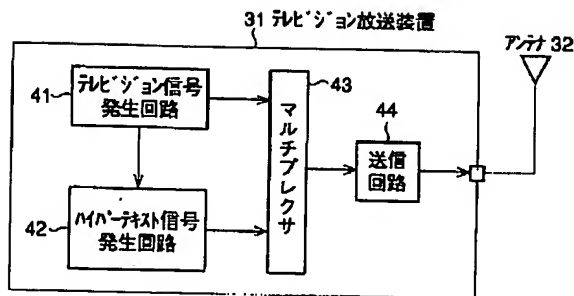 31 テレビジョン放送装置
アンテナ 32
41
テレビジョン信号
発生回路
43
マルチプレクサ
44
送信
回路
42
ハイパーテキスト信号
発生回路